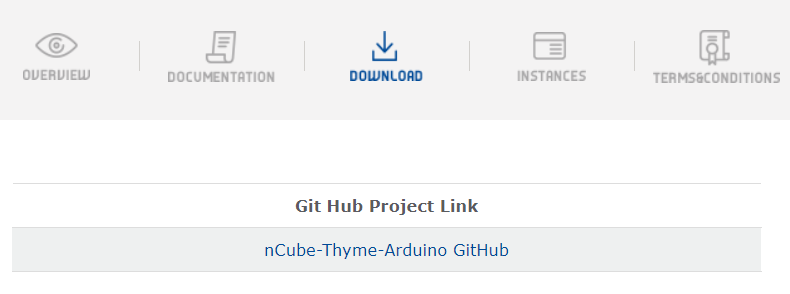 OVERVIEW
DOCUMENTATION
DOWNLOAD
INSTANCES
TERMS&CONDITIONS
Git Hub Project Link
nCube-Thyme-Arduino GitHub